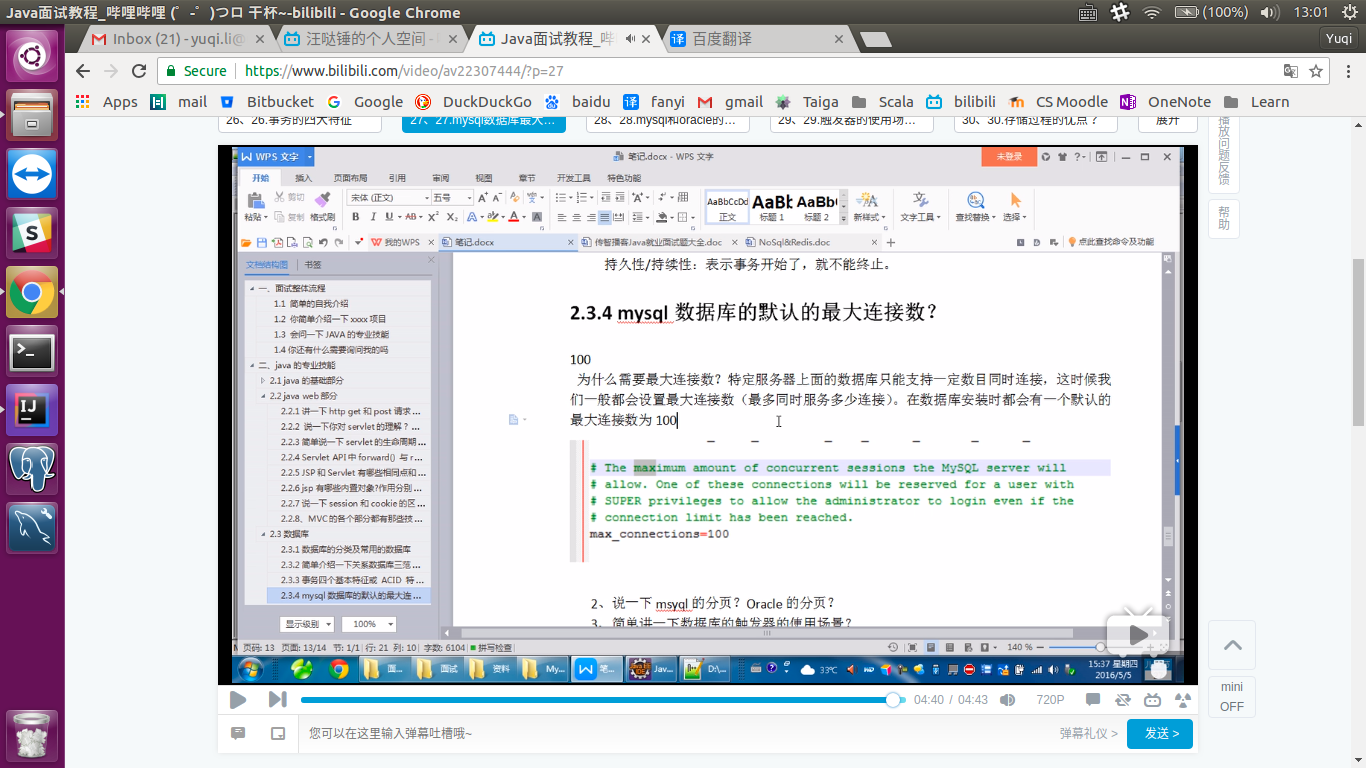 Java面试教程_哔哩哔哩 (゜-゜)つロ 干杯~-bilibili - Google Chrome
(100%)
13:01
Inbox (21) - yuqi.li@
汪哒锤的个人空间 -
Java面试教程_哔
百度翻译
Yuqi
Secure
https://www.bilibili.com/video/av22307444/?p=27
Apps
mail
Bitbucket
Google
DuckDuckGo
baidu
fanyi
gmail
Taiga
Scala
bilibili
CS Moodle
OneNote
Learn
26、26.事务的四大特征
27、27.mysql数据库最大...
28、28.mysql和oracle的...
29、29.触发器的使用场...
30、30.存储过程的优点？
展开
播放问题反馈
帮助
WPS 文字
笔记.docx - WPS 文字
未登录
开始
插入
页面布局
引用
审阅
视图
章节
开发工具
特色功能
粘贴
剪切
复制
格式刷
宋体 (正文)
五号
AaBbCcDd
正文
AaBb
标题 1
AaBb(
标题 2
新样式
文字工具
查找替换
选择
我的WPS
笔记.docx
传智播客Java就业面试题大全.doc
NoSql&Redis.doc
点此查找命令及功能
文档结构图
书签
一、面试整体流程
1.1 简单的自我介绍
1.2 你简单介绍一下 xxxx 项目
1.3 会问一下 JAVA 的专业技能
1.4 你还有什么需要询问我的吗
二、java 的专业技能
2.1 java 的基础部分
2.2 java web 部分
2.2.1 讲一下 http get 和 post 请求 ...
2.2.2 说一下你对 servlet 的理解？ ...
2.2.3 简单说一下 servlet 的生命周期 ...
2.2.4 Servlet API 中 forward() 与 r ...
2.2.5 JSP 和 Servlet 有哪些相同点和 ...
2.2.6 jsp 有哪些内置对象?作用分别 ...
2.2.7 说一下 session 和 cookie 的区 ...
2.2.8、MVC 的各个部分都有那些技 ...
2.3 数据库
2.3.1 数据库的分类及常用的数据库
2.3.2 简单介绍一下关系数据库三范 ...
2.3.3 事务四个基本特征或 ACID 特 ...
2.3.4 mysql 数据库的默认的最大连 ...
显示级别
100%
持久性/持续性：表示事务开始了，就不能终止。
2.3.4 mysql 数据库的默认的最大连接数？
100
为什么需要最大连接数？特定服务器上面的数据库只能支持一定数目同时连接，这时候我
们一般都会设置最大连接数（最多同时服务多少连接）。在数据库安装时都会有一个默认的
最大连接数为 100
# The maximum amount of concurrent sessions the MySQL server will
# allow. One of these connections will be reserved for a user with
# SUPER privileges to allow the administrator to login even if the
# connection limit has been reached.
max_connections=100
2、说一下 msyql 的分页？Oracle 的分页？
3、简单讲一下数据库的触发器的使用场景？
页码: 13
页面: 13/14
节: 1/1
行: 21
列: 10
字数: 6104
拼写检查
140 %
面...
面试
资料
My...
笔...
Jav...
D:\...
33℃
15:37 星期四
2016/5/5
04:40 / 04:43
720P
您可以在这里输入弹幕吐槽哦~
弹幕礼仪 >
发送 >
mini
OFF